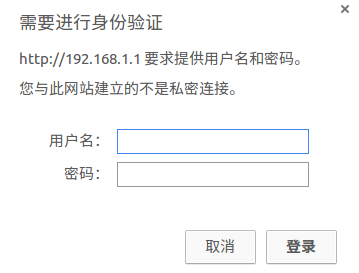 需要进行身份验证
http://192.168.1.1 要求提供用户名和密码。
您与此网站建立的不是私密连接。
用户名：
密码：
取消 登录